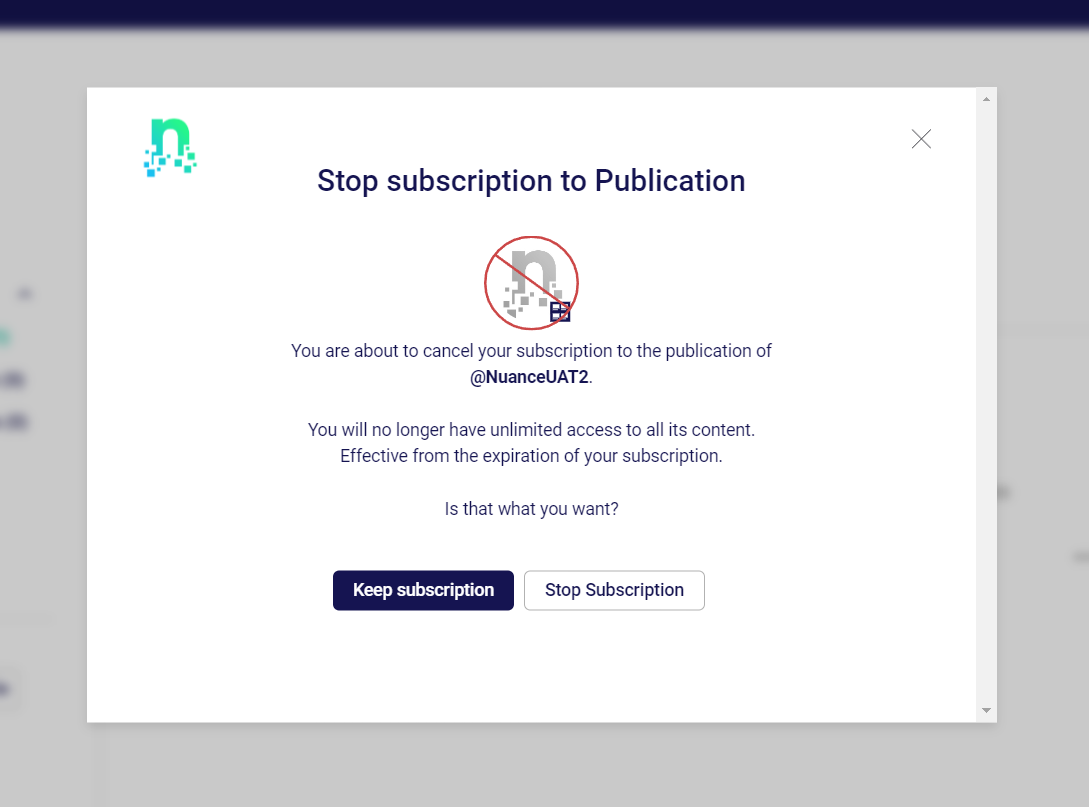 Stop subscription to Publication
You are about to cancel your subscription to the publication of
@NuanceUAT2.
You will no longer have unlimited access to all its content.
Effective from the expiration of your subscription.
Is that what you want?
Keep subscription
Stop Subscription